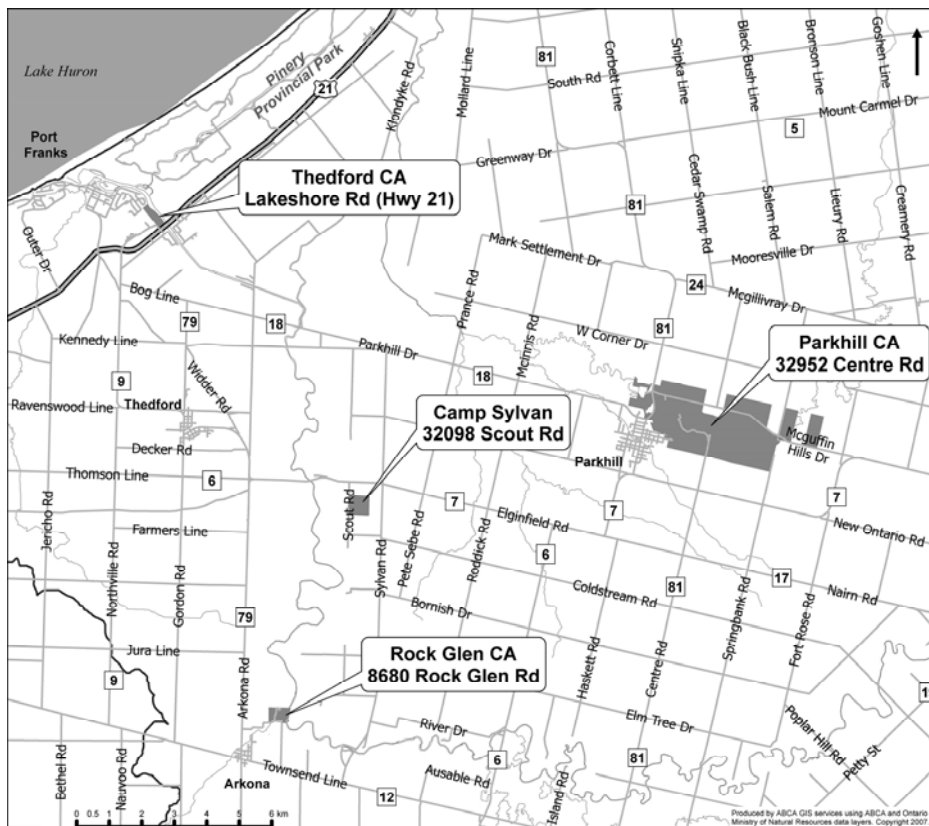 Lake Huron
Port
Franks
Pinery
Provincial Park
21
Klondyke Rd
Mollard Line
81
South Rd
Corbett Line
Snipka Line
Black Bush Line
Bronson Line
Goshen Line
Mount Carmel Dr
5
Greenway Dr
Thedford CA
Lakeshore Rd (Hwy 21)
81
Cedar Swamp Rd
Salem Rd
Lieury Rd
Creamery Rd
Outer Dr
Mark Settlement Dr
Mooresville Dr
24
Mcgillivray Dr
Bog Line
79
18
Prance Rd
McInnis Rd
W Corner Dr
81
Parkhill CA
32952 Centre Rd
Kennedy Line
Parkhill Dr
18
9
Widder Rd
Ravenswood Line
Thedford
Camp Sylvan
32098 Scout Rd
Decker Rd
Parkhill
Mcguffin
Hills Dr
Thomson Line
6
Jericho Rd
Scout Rd
7
Elginfield Rd
7
7
New Ontario Rd
Farmers Line
Northville Rd
Gordon Rd
Sylvan Rd
Pete Sebe Rd
Roddick Rd
6
Coldstream Rd
81
17
Nairn Rd
Bornish Dr
79
Springbank Rd
Fort Rose Rd
Jura Line
9
Arkona Rd
Rock Glen CA
8680 Rock Glen Rd
Haskett Rd
Centre Rd
Elm Tree Dr
River Dr
Poplar Hill Rd
Petty St
Bethel Rd
Nauvoo Rd
Arkona
Townsend Line
12
6
Ausable Rd
Island Rd
81
0 0.5 1 2 3 4 5 6 km
Produced by ABCA GIS services using ABCA and Ontario
Ministry of Natural Resources data layers. Copyright 2007.